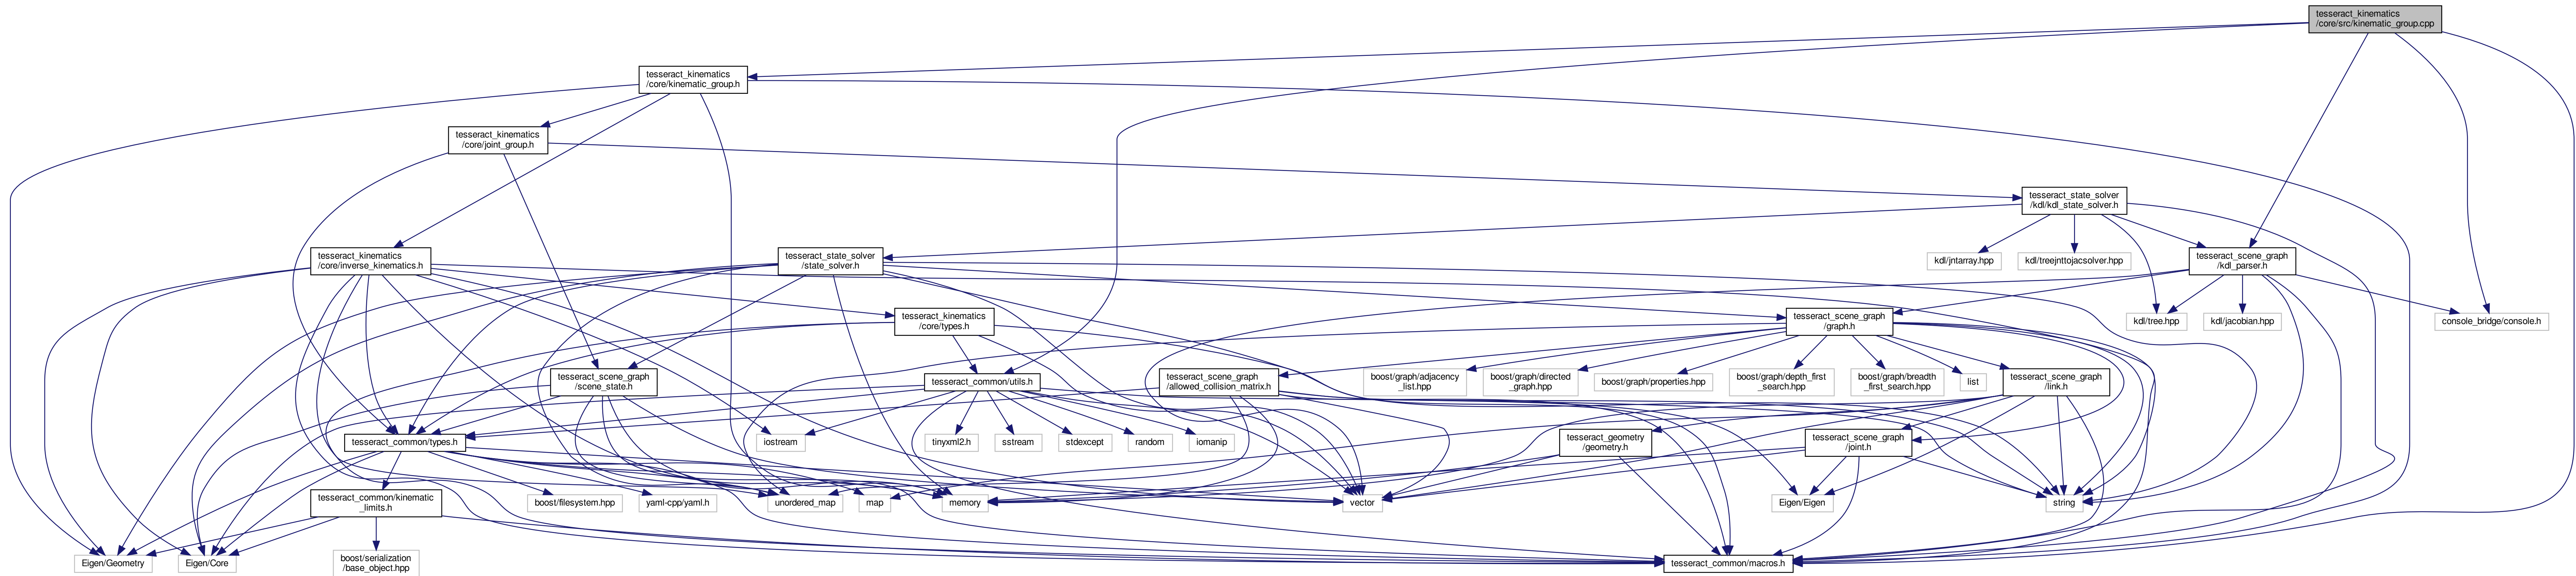 tesseract_kinematics
/core/src/kinematic_group.cpp
tesseract_kinematics
/core/kinematic_group.h
tesseract_kinematics
/core/joint_group.h
tesseract_state_solver
/kdl/kdl_state_solver.h
tesseract_kinematics
/core/inverse_kinematics.h
tesseract_state_solver
/state_solver.h
kdl/jntarray.hpp
kdl/treejnttojacsolver.hpp
tesseract_scene_graph
/kdl_parser.h
tesseract_kinematics
/core/types.h
tesseract_scene_graph
/graph.h
kdl/tree.hpp
kdl/jacobian.hpp
console_bridge/console.h
tesseract_scene_graph
/scene_state.h
tesseract_common/utils.h
tesseract_scene_graph
/allowed_collision_matrix.h
boost/graph/adjacency
_list.hpp
boost/graph/directed
_graph.hpp
boost/graph/properties.hpp
boost/graph/depth_first
_search.hpp
boost/graph/breadth
_first_search.hpp
list
tesseract_scene_graph
/link.h
tesseract_common/types.h
iostream
tinyxml2.h
sstream
stdexcept
random
iomanip
tesseract_geometry
/geometry.h
tesseract_scene_graph
/joint.h
tesseract_common/kinematic
_limits.h
boost/filesystem.hpp
yaml-cpp/yaml.h
unordered_map
map
memory
vector
Eigen/Eigen
string
Eigen/Geometry
Eigen/Core
boost/serialization
/base_object.hpp
tesseract_common/macros.h